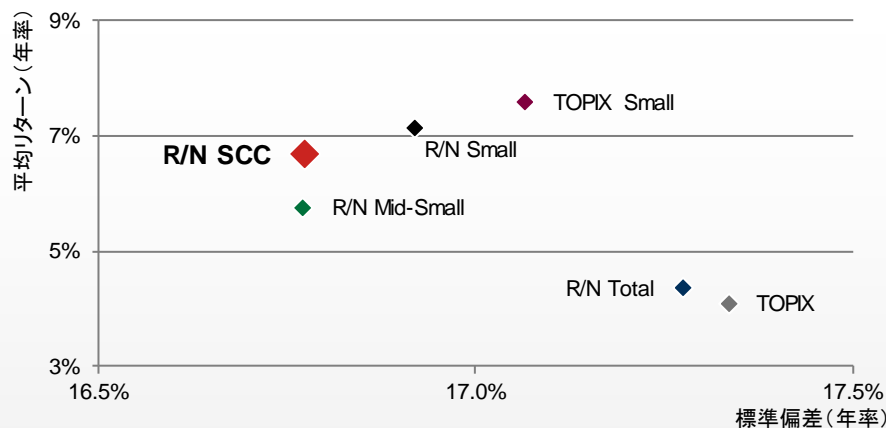 平均リターン（年率）
9%
7%
5%
3%
TOPIX Small
R/N Small
R/N SCC
R/N Mid-Small
R/N Total
TOPIX
16.5%
17.0%
17.5%
標準偏差（年率）